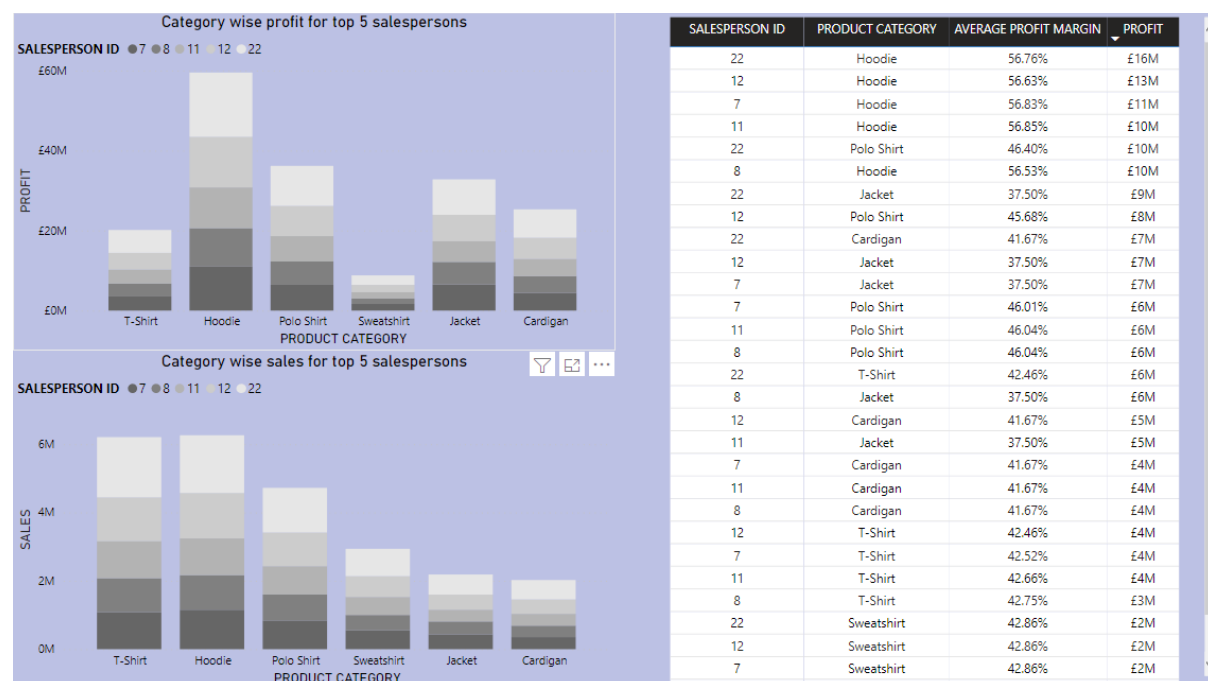 Category wise profit for top 5 salespersons
SALESPERSON ID 7 8 11 12 22
£60M
£40M
£20M
£0M
PROFIT
T-Shirt Hoodie Polo Shirt Sweatshirt Jacket Cardigan
PRODUCT CATEGORY
Category wise sales for top 5 salespersons
SALESPERSON ID 7 8 11 12 22
6M
4M
2M
0M
SALES
T-Shirt Hoodie Polo Shirt Sweatshirt Jacket Cardigan
PRODUCT CATEGORY
SALESPERSON ID PRODUCT CATEGORY AVERAGE PROFIT MARGIN PROFIT
22 Hoodie 56.76% £16M
12 Hoodie 56.63% £13M
7 Hoodie 56.83% £11M
11 Hoodie 56.85% £10M
22 Polo Shirt 46.40% £10M
8 Hoodie 56.53% £10M
22 Jacket 37.50% £9M
12 Polo Shirt 45.68% £8M
22 Cardigan 41.67% £7M
12 Jacket 37.50% £7M
7 Jacket 37.50% £7M
7 Polo Shirt 46.01% £6M
11 Polo Shirt 46.04% £6M
8 Polo Shirt 46.04% £6M
22 T-Shirt 42.46% £6M
8 Jacket 37.50% £6M
12 Cardigan 41.67% £5M
11 Jacket 37.50% £5M
7 Cardigan 41.67% £4M
11 Cardigan 41.67% £4M
8 Cardigan 41.67% £4M
12 T-Shirt 42.46% £4M
7 T-Shirt 42.52% £4M
11 T-Shirt 42.66% £4M
8 T-Shirt 42.75% £3M
22 Sweatshirt 42.86% £2M
12 Sweatshirt 42.86% £2M
7 Sweatshirt 42.86% £2M